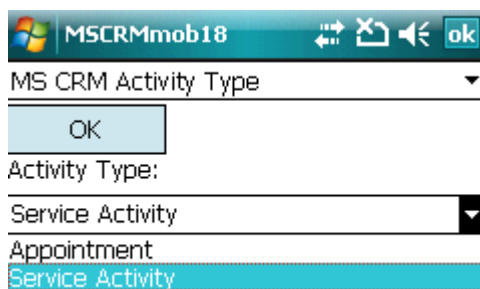 MSCRMmob18 ok
MS CRM Activity Type
OK
Activity Type:
Service Activity
Appointment
Service Activity